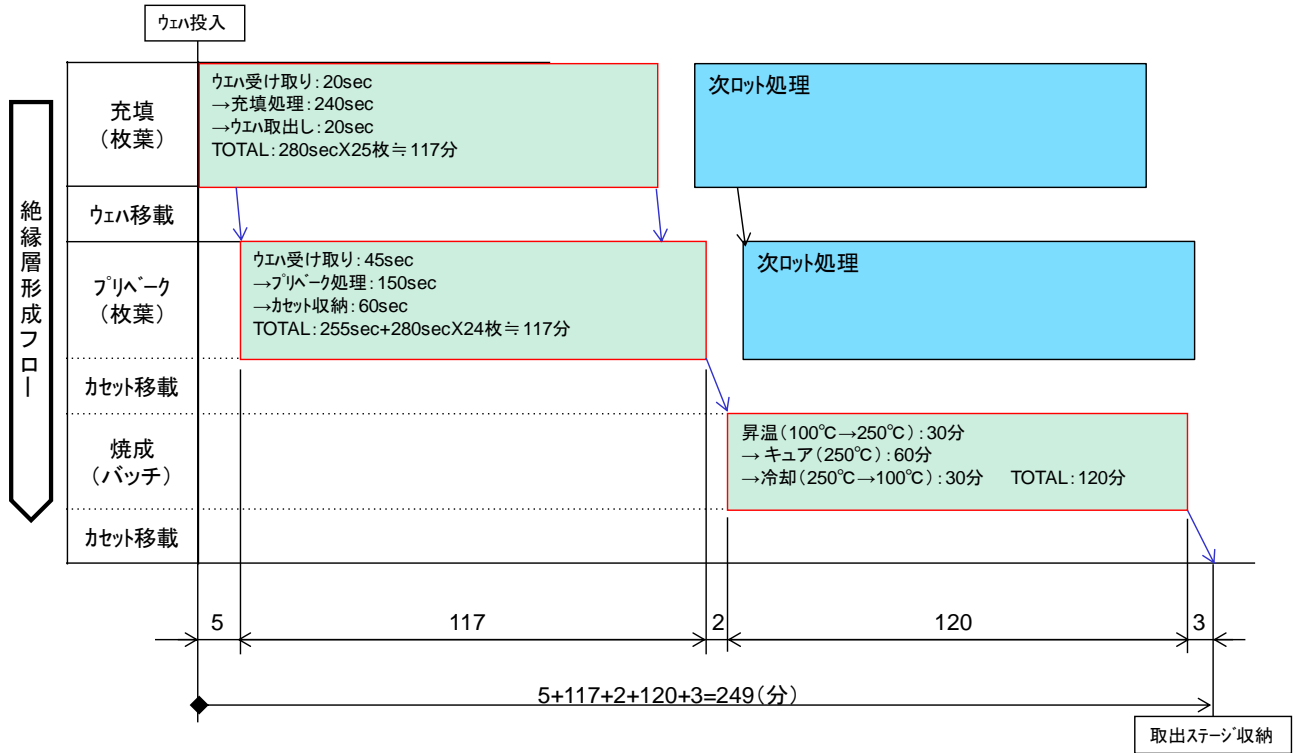 ｳｪﾊ投入
絶縁層形成フロー
充填
(枚葉)
ｳエﾊ受け取り：20sec
→充填処理：240sec
→ｳエﾊ取出し：20sec
TOTAL：280secX25枚≒117分
次ﾛｯﾄ処理
ｳｪﾊ移載
ﾌﾟﾘﾍﾞｰｸ
(枚葉)
ｳェﾊ受け取り：45sec
→ﾌﾟﾘﾍﾞｰｸ処理：150sec
→ｶｾｯﾄ収納：60sec
TOTAL：255sec+280secX24枚≒117分
次ﾛｯﾄ処理
ｶｾｯﾄ移載
焼成
(バッチ)
昇温(100℃→250℃)：30分
→ キュア(250℃)：60分
→冷却(250℃→100℃)：30分　TOTAL：120分
ｶｾｯﾄ移載
5 117 2 120 3
5+117+2+120+3=249(分)
取出ｽﾃｰｼﾞ収納